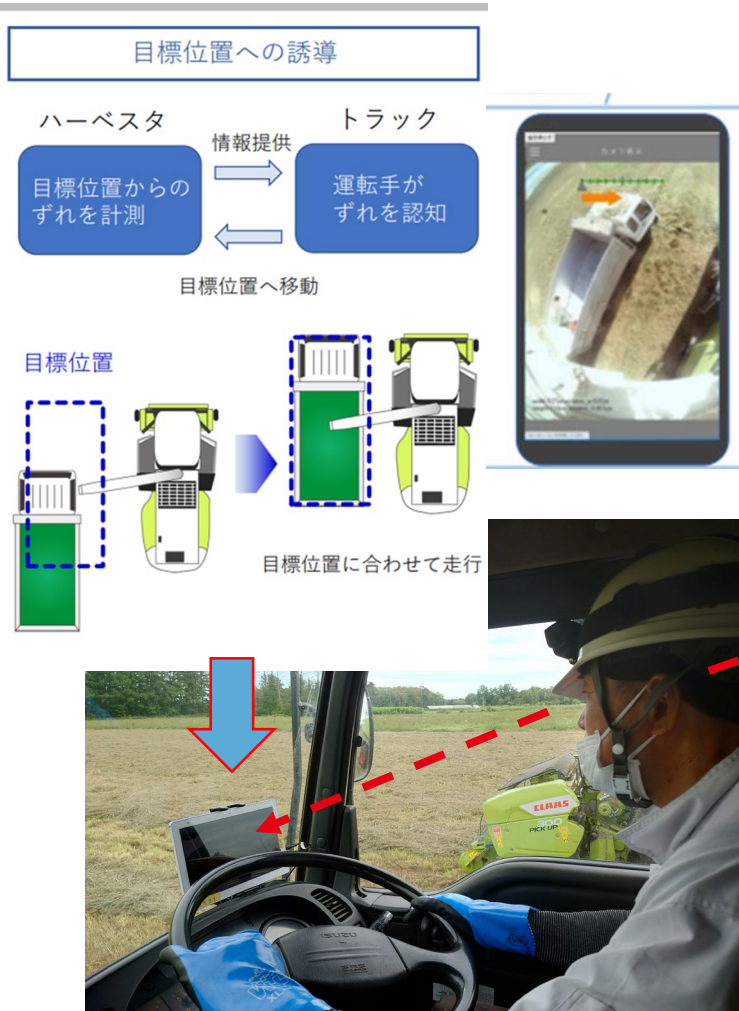 目標位置への誘導
ハーベスタ
トラック
情報提供
目標位置からの
ずれを計測
運転手が
ずれを認知
目標位置へ移動
目標位置
目標位置に合わせて走行
カメラ表示
CLAAS
300
PICK UP
ISUZU